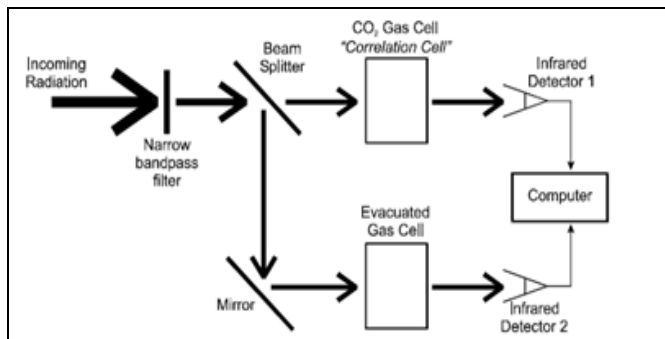 Incoming
Radiation
Narrow
bandpass
filter
Beam
Splitter
CO₂ Gas Cell
"Correlation Cell"
Infrared
Detector 1
Computer
Evacuated
Gas Cell
Mirror
Infrared
Detector 2